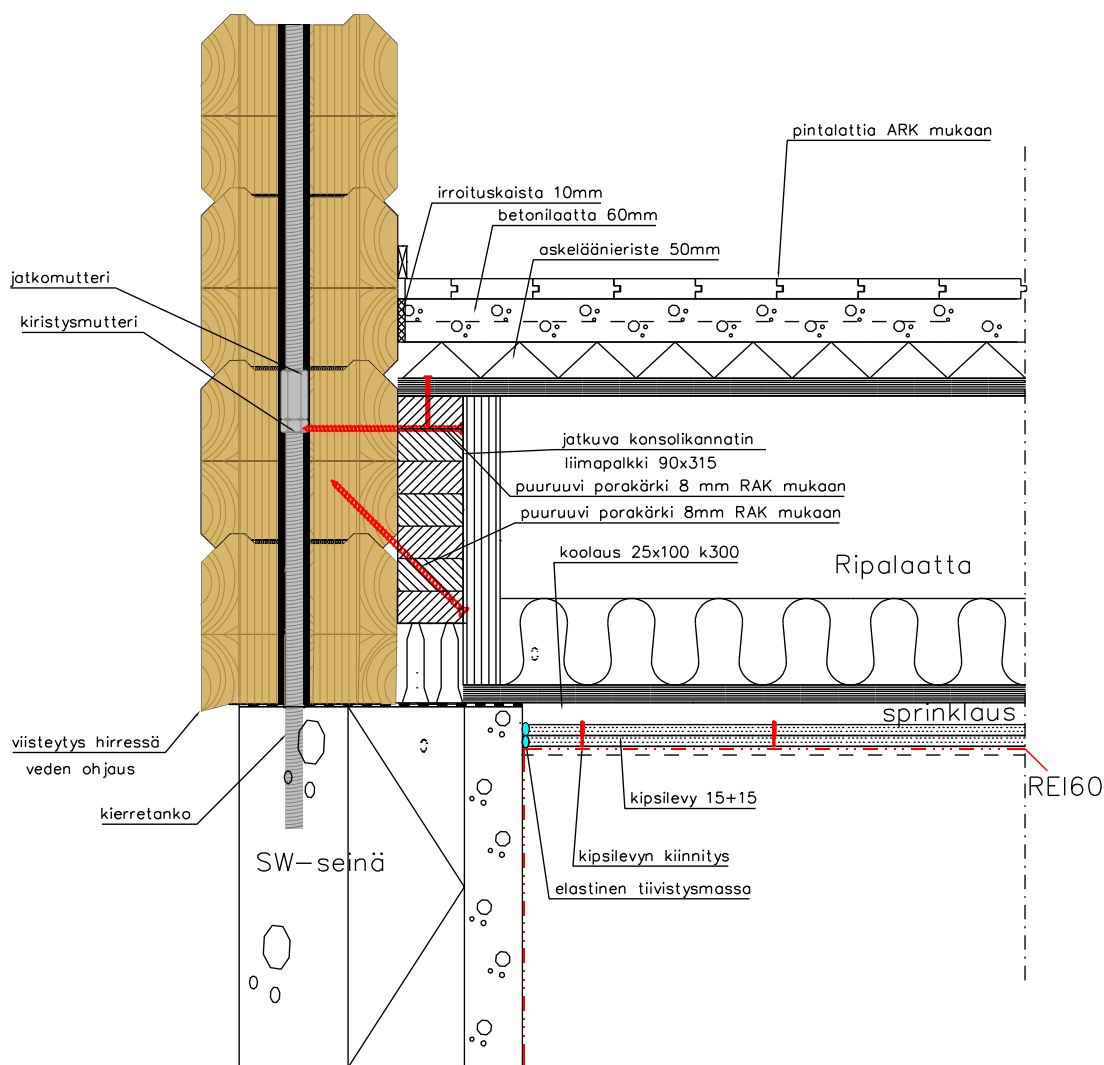 pintalattia ARK mukaan
irroituskaista 10mm
betonilaatta 60mm
askeläänieriste 50mm
jatkomutteri
kiristysmutteri
jatkuva konsolikannatin
liimapalkki 90x315
puuruuvi porakärki 8 mm RAK mukaan
puuruuvi porakärki 8mm RAK mukaan
koolaus 25x100 k300
Ripalaatta
sprinklaus
viisteytys hirressä
veden ohjaus
REI60
kipsilevy 15+15
kierretanko
kipsilevyn kiinnitys
SW-seinä
elastinen tiivistysmassa